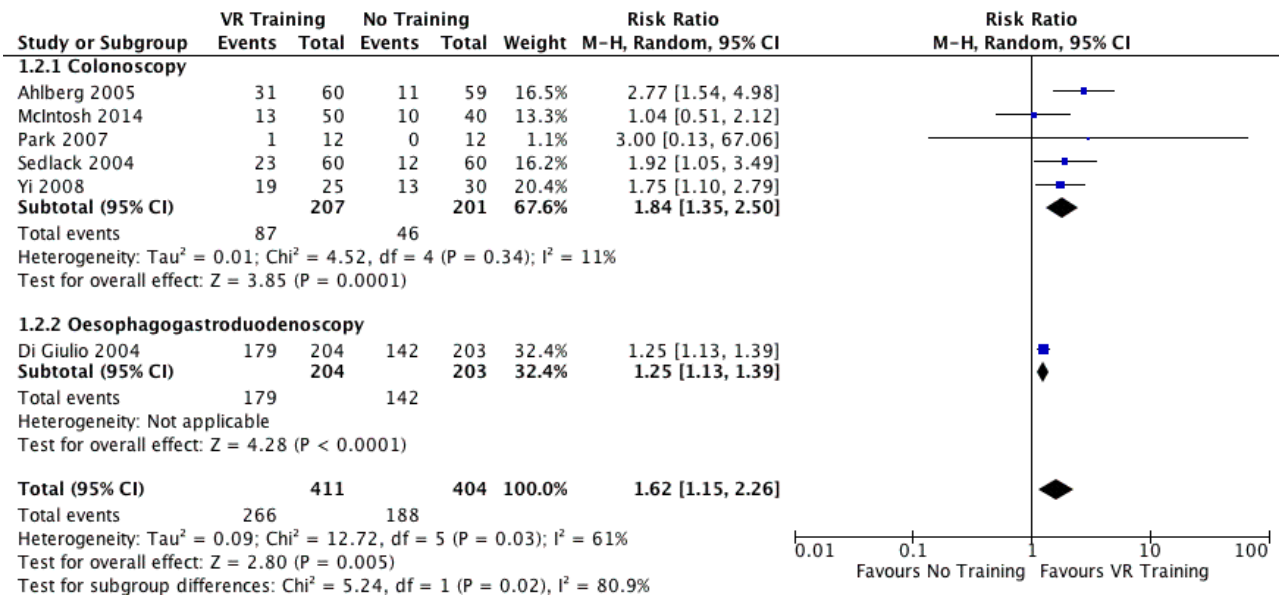 VR Training No Training Risk Ratio Risk Ratio
Study or Subgroup Events Total Events Total Weight M-H, Random, 95% CI M-H, Random, 95% CI
1.2.1 Colonoscopy
Ahlberg 2005 31 60 11 59 16.5% 2.77 [1.54, 4.98]
McIntosh 2014 13 50 10 40 13.3% 1.04 [0.51, 2.12]
Park 2007 1 12 0 12 1.1% 3.00 [0.13, 67.06]
Sedlack 2004 23 60 12 60 16.2% 1.92 [1.05, 3.49]
Yi 2008 19 25 13 30 20.4% 1.75 [1.10, 2.79]
Subtotal (95% CI) 207 201 67.6% 1.84 [1.35, 2.50]
Total events 87 46
Heterogeneity: Tau² = 0.01; Chi² = 4.52, df = 4 (P = 0.34); I² = 11%
Test for overall effect: Z = 3.85 (P = 0.0001)
1.2.2 Oesophagogastroduodenoscopy
Di Giulio 2004 179 204 142 203 32.4% 1.25 [1.13, 1.39]
Subtotal (95% CI) 204 203 32.4% 1.25 [1.13, 1.39]
Total events 179 142
Heterogeneity: Not applicable
Test for overall effect: Z = 4.28 (P < 0.0001)
Total (95% CI) 411 404 100.0% 1.62 [1.15, 2.26]
Total events 266 188
Heterogeneity: Tau² = 0.09; Chi² = 12.72, df = 5 (P = 0.03); I² = 61%
Test for overall effect: Z = 2.80 (P = 0.005)
Test for subgroup differences: Chi² = 5.24, df = 1 (P = 0.02), I² = 80.9%
0.01 0.1 1 10 100
Favours No Training Favours VR Training